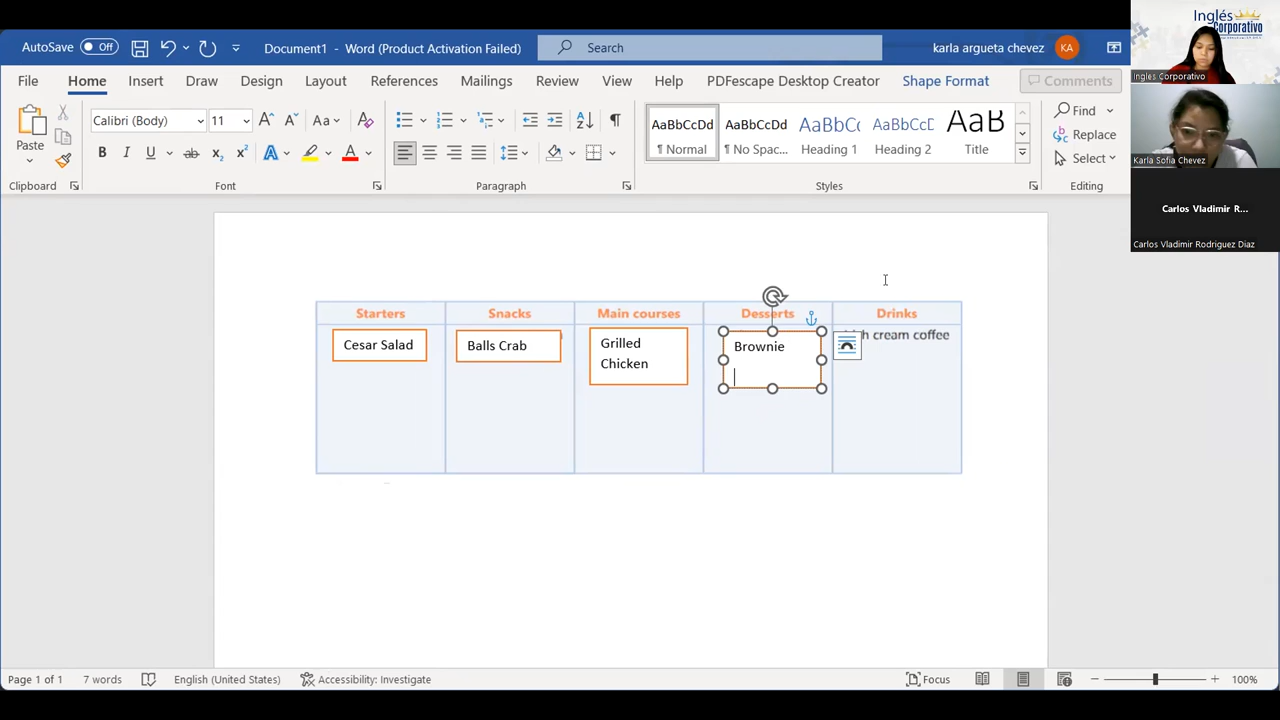 Inglés
Corporativo
AutoSave Off
Document1 - Word (Product Activation Failed)
Search
karla argueta chevez KA
Ingles Corporativo
File Home Insert Draw Design Layout References Mailings Review View Help PDFescape Desktop Creator Shape Format Comments
Paste
Calibri (Body) 11
Aa
AaBbCcDd AaBbCcDd AaBbCc AaBbCcD AaB
¶ Normal ¶ No Spac... Heading 1 Heading 2 Title
Find
Replace
Select
Clipboard Font Paragraph Styles Editing
Karla Sofia Chevez
Carlos Vladimir R...
Carlos Vladimir Rodriguez Diaz
Starters Snacks Main courses Desserts Drinks
Cesar Salad
Balls Crab
Grilled
Chicken
Brownie
cream coffee
Page 1 of 1 7 words English (United States) Accessibility: Investigate Focus 100%